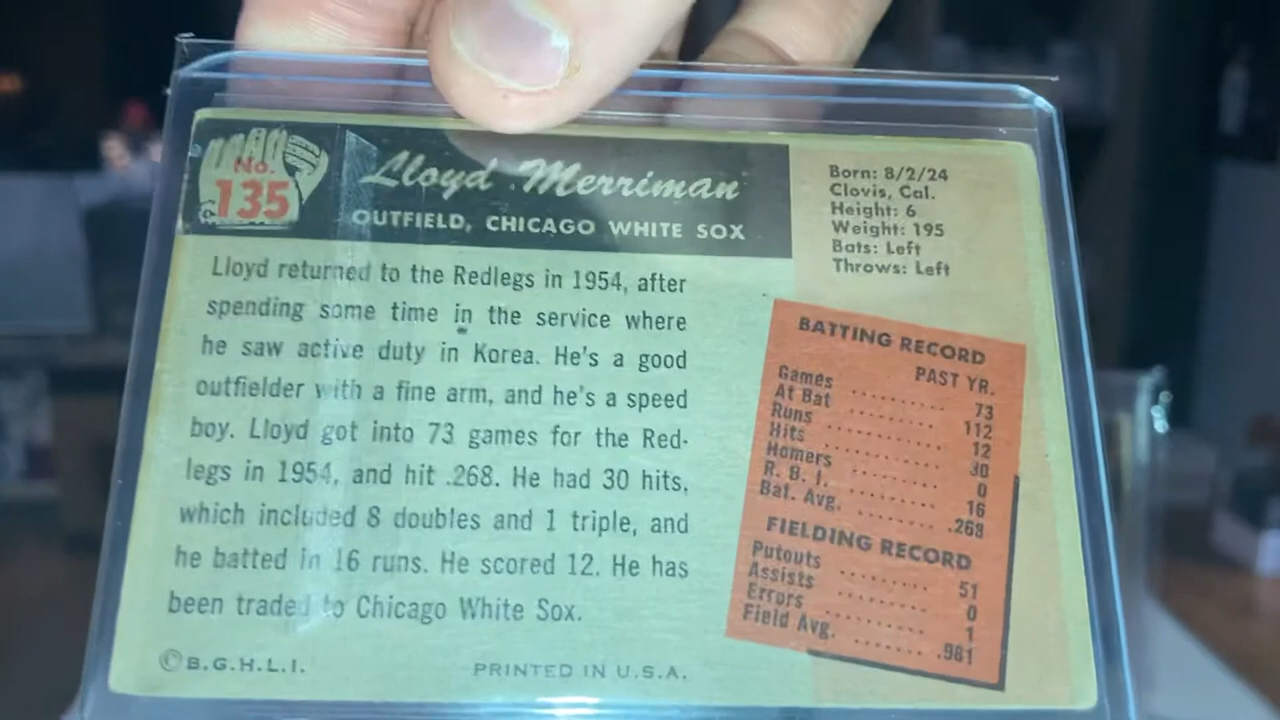 No.
135
Lloyd Merriman
OUTFIELD, CHICAGO WHITE SOX
Born: 8/2/24
Clovis, Cal.
Height: 6
Weight: 195
Bats: Left
Throws: Left
Lloyd returned to the Redlegs in 1954, after
spending some time in the service where
he saw active duty in Korea. He's a good
outfielder with a fine arm, and he's a speed
boy. Lloyd got into 73 games for the Red-
legs in 1954, and hit .268. He had 30 hits,
which included 8 doubles and 1 triple, and
he batted in 16 runs. He scored 12. He has
been traded to Chicago White Sox.
BATTING RECORD
PAST YR.
Games .......... 73
At Bat .......... 112
Runs .......... 12
Hits .......... 30
Homers .......... 0
R. B. I. .......... 16
Bat. Avg. ........ .268
FIELDING RECORD
Putouts .......... 51
Assists .......... 0
Errors .......... 1
Field Avg. ........ .981
©B.G.H.L.I.
PRINTED IN U.S.A.